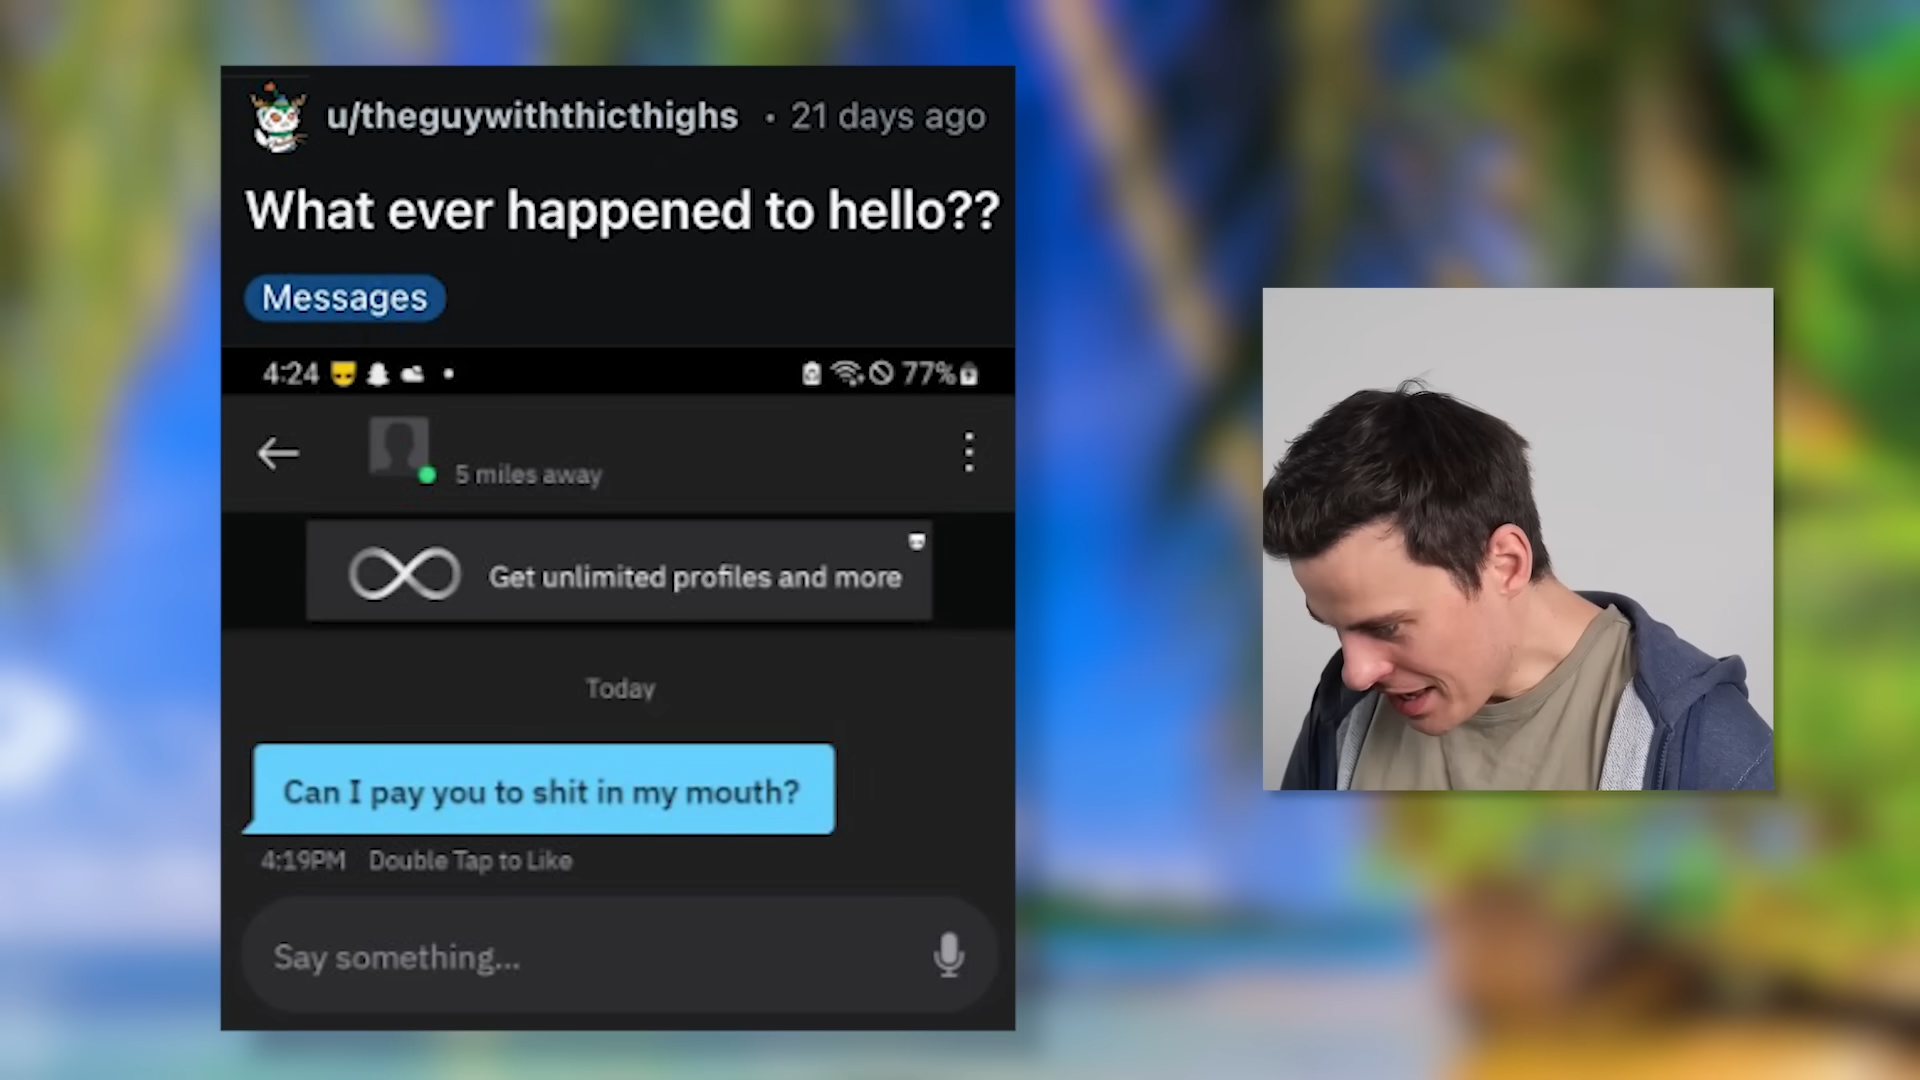 u/theguywiththicthighs · 21 days ago
What ever happened to hello??
Messages
4:24 77%
5 miles away
Get unlimited profiles and more
Today
Can I pay you to shit in my mouth?
4:19PM Double Tap to Like
Say something...